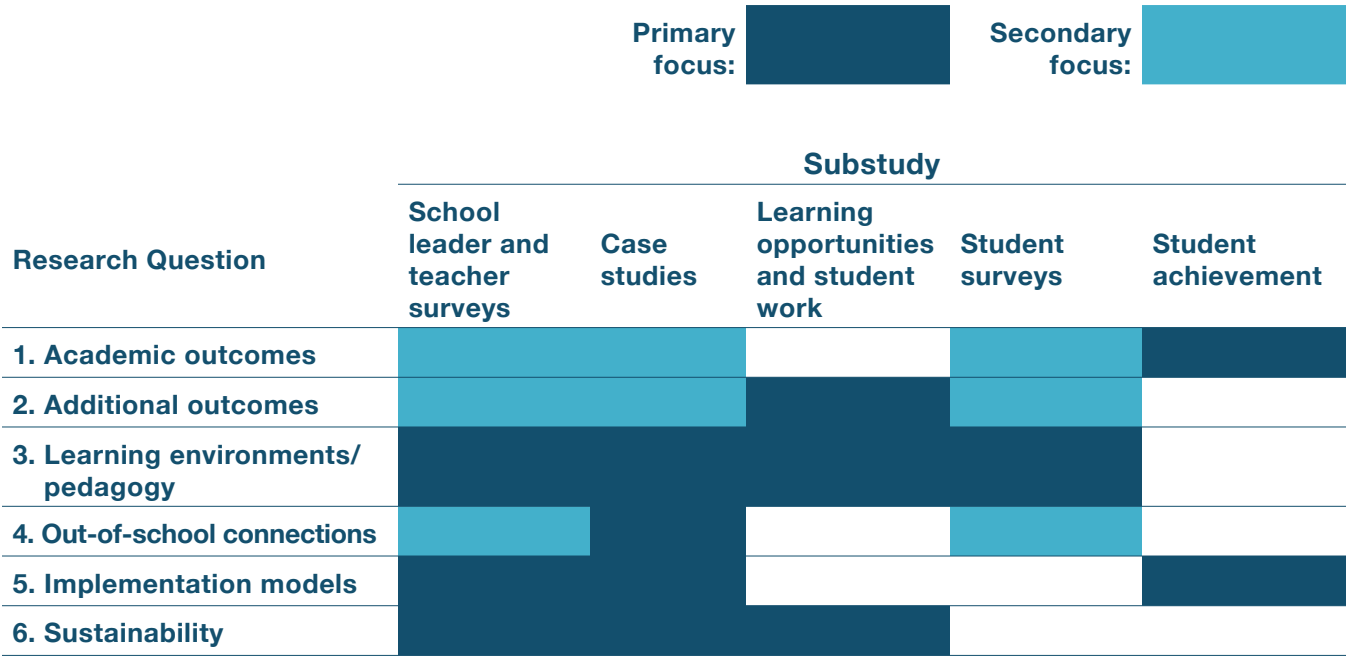 Primary
focus:
Secondary
focus:
Substudy
Research Question
School
leader and
teacher
surveys
Case
studies
Learning
opportunities
and student
work
Student
surveys
Student
achievement
1. Academic outcomes
2. Additional outcomes
3. Learning environments/
pedagogy
4. Out-of-school connections
5. Implementation models
6. Sustainability